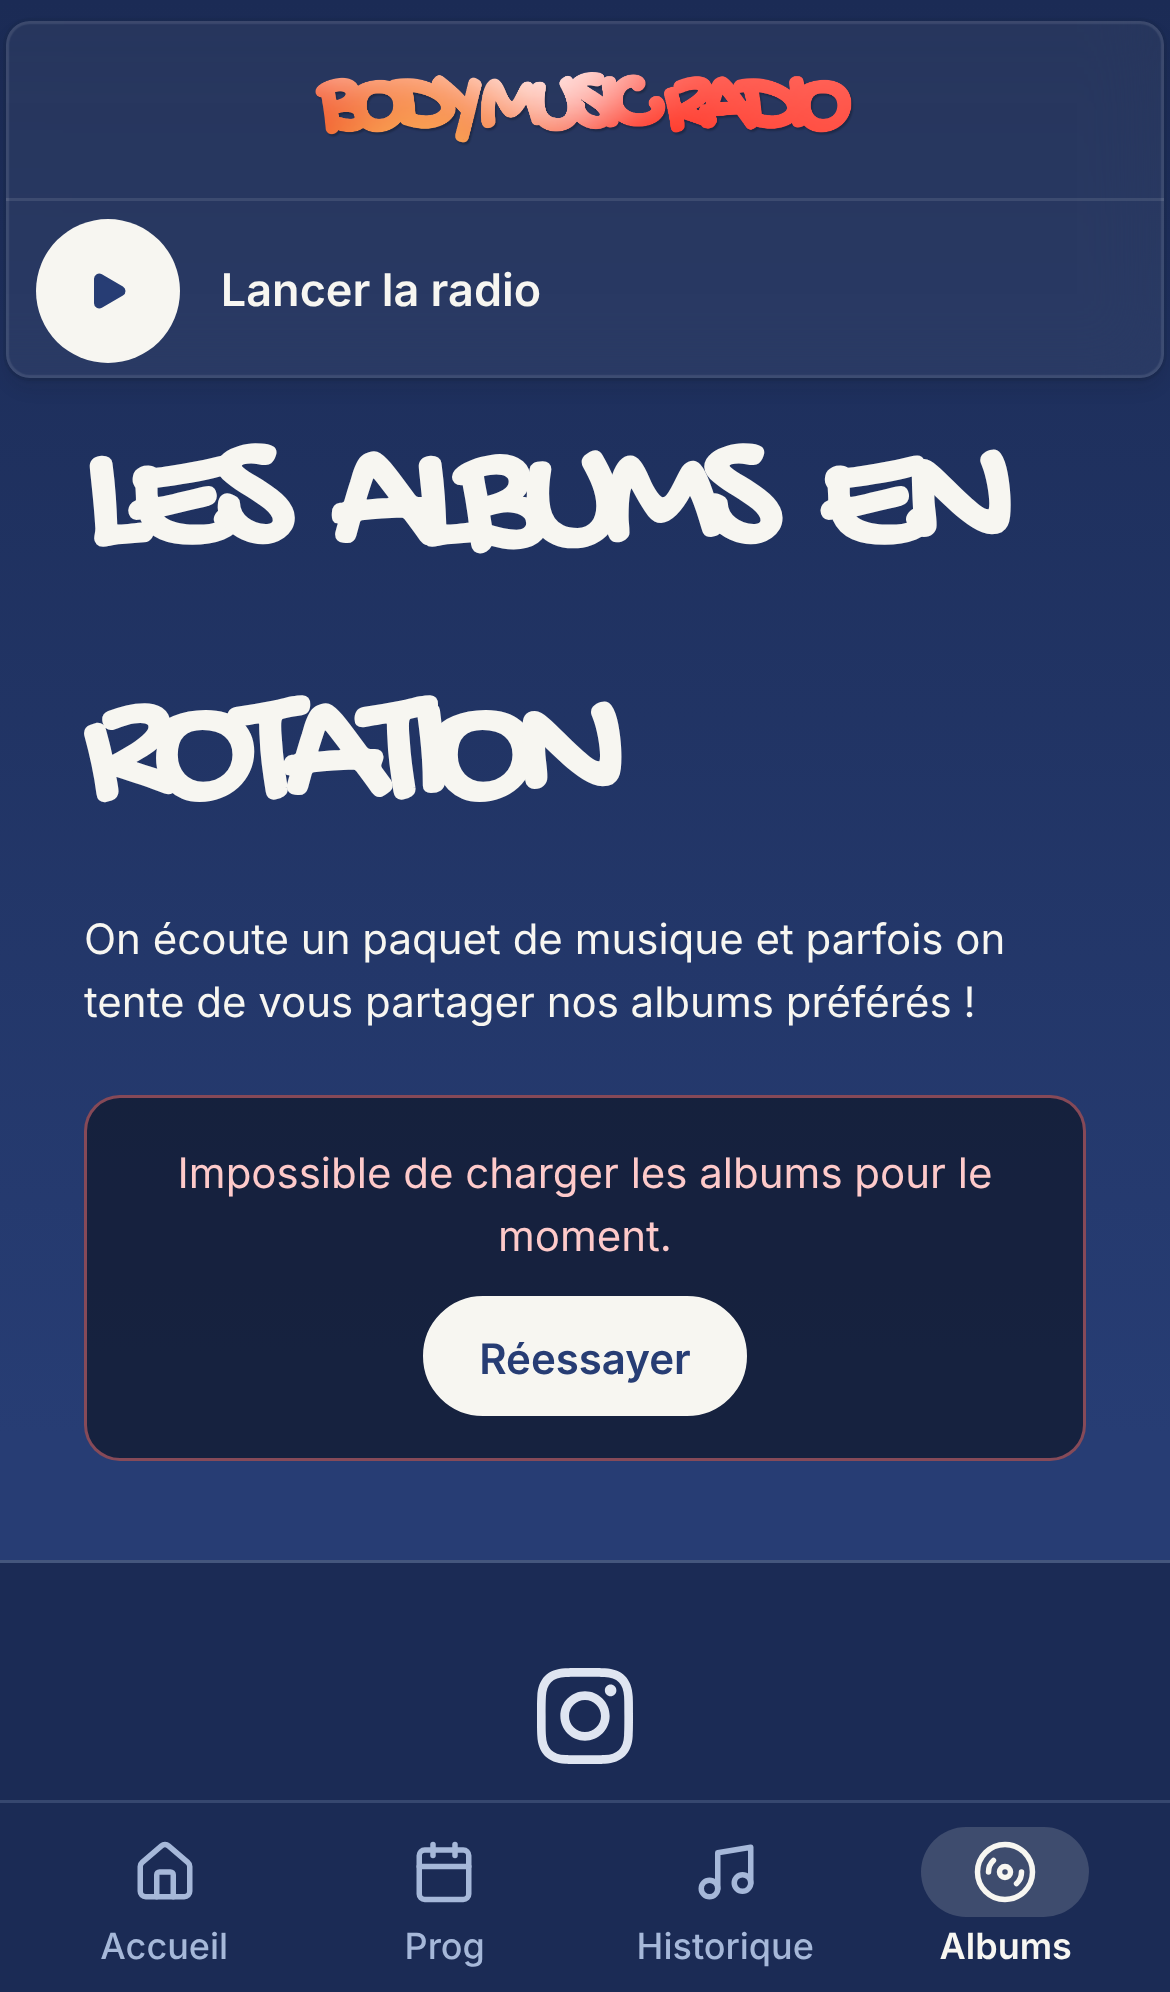 BODYMUSICRADIO
Lancer la radio
LES ALBUMS EN
ROTATION
On écoute un paquet de musique et parfois on
tente de vous partager nos albums préférés !
Impossible de charger les albums pour le
moment.
Réessayer
Accueil
Prog
Historique
Albums